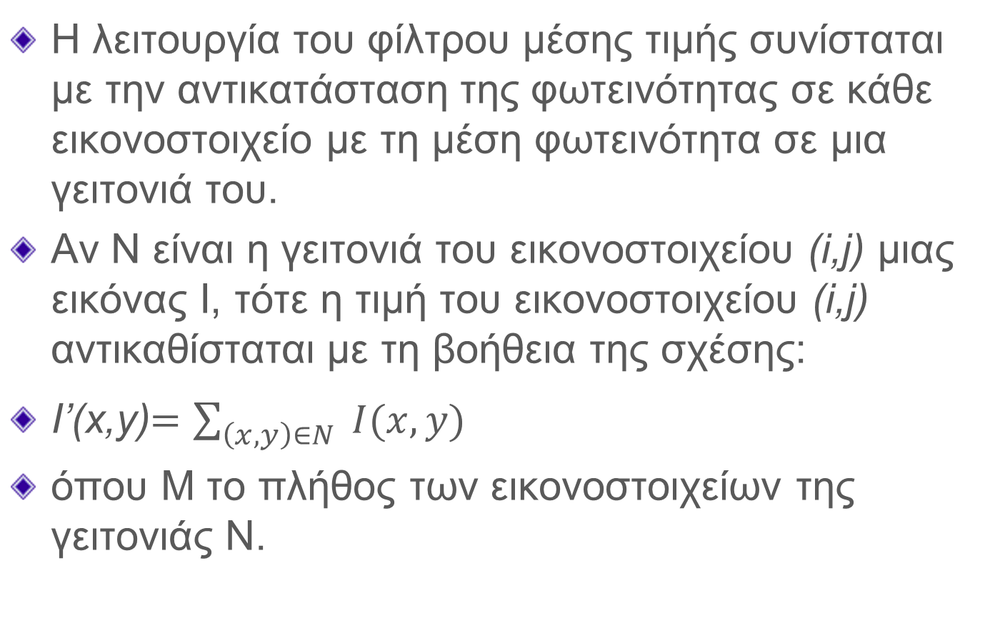 Η λειτουργία του φίλτρου μέσης τιμής συνίσταται
με την αντικατάσταση της φωτεινότητας σε κάθε
εικονοστοιχείο με τη μέση φωτεινότητα σε μια
γειτονιά του.
Αν Ν είναι η γειτονιά του εικονοστοιχείου (i,j) μιας
εικόνας Ι, τότε η τιμή του εικονοστοιχείου (i,j)
αντικαθίσταται με τη βοήθεια της σχέσης:
I’(x,y)= ∑(x,y)∈N I(x,y)
όπου Μ το πλήθος των εικονοστοιχείων της
γειτονιάς Ν.